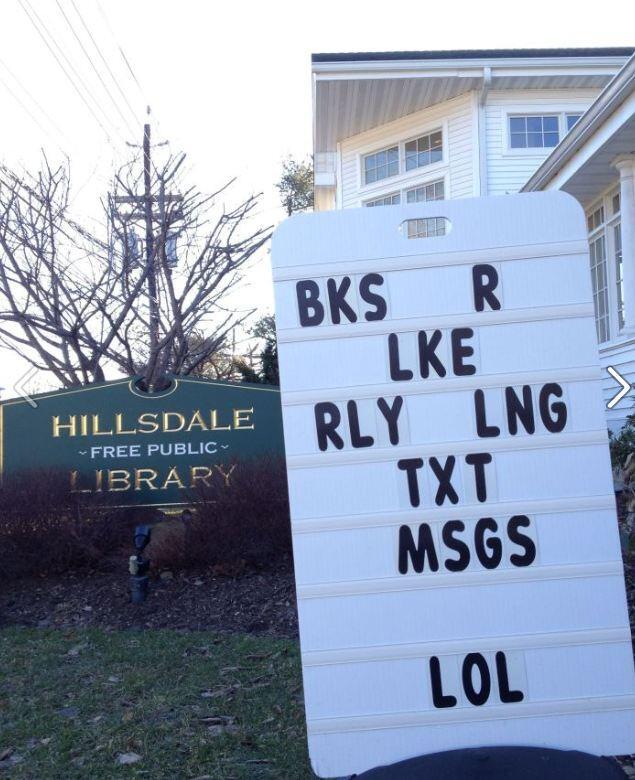 HILLSDALE
~FREE PUBLIC~
LIBRARY
BKS R
LKE
RLY LNG
TXT
MSGS
LOL